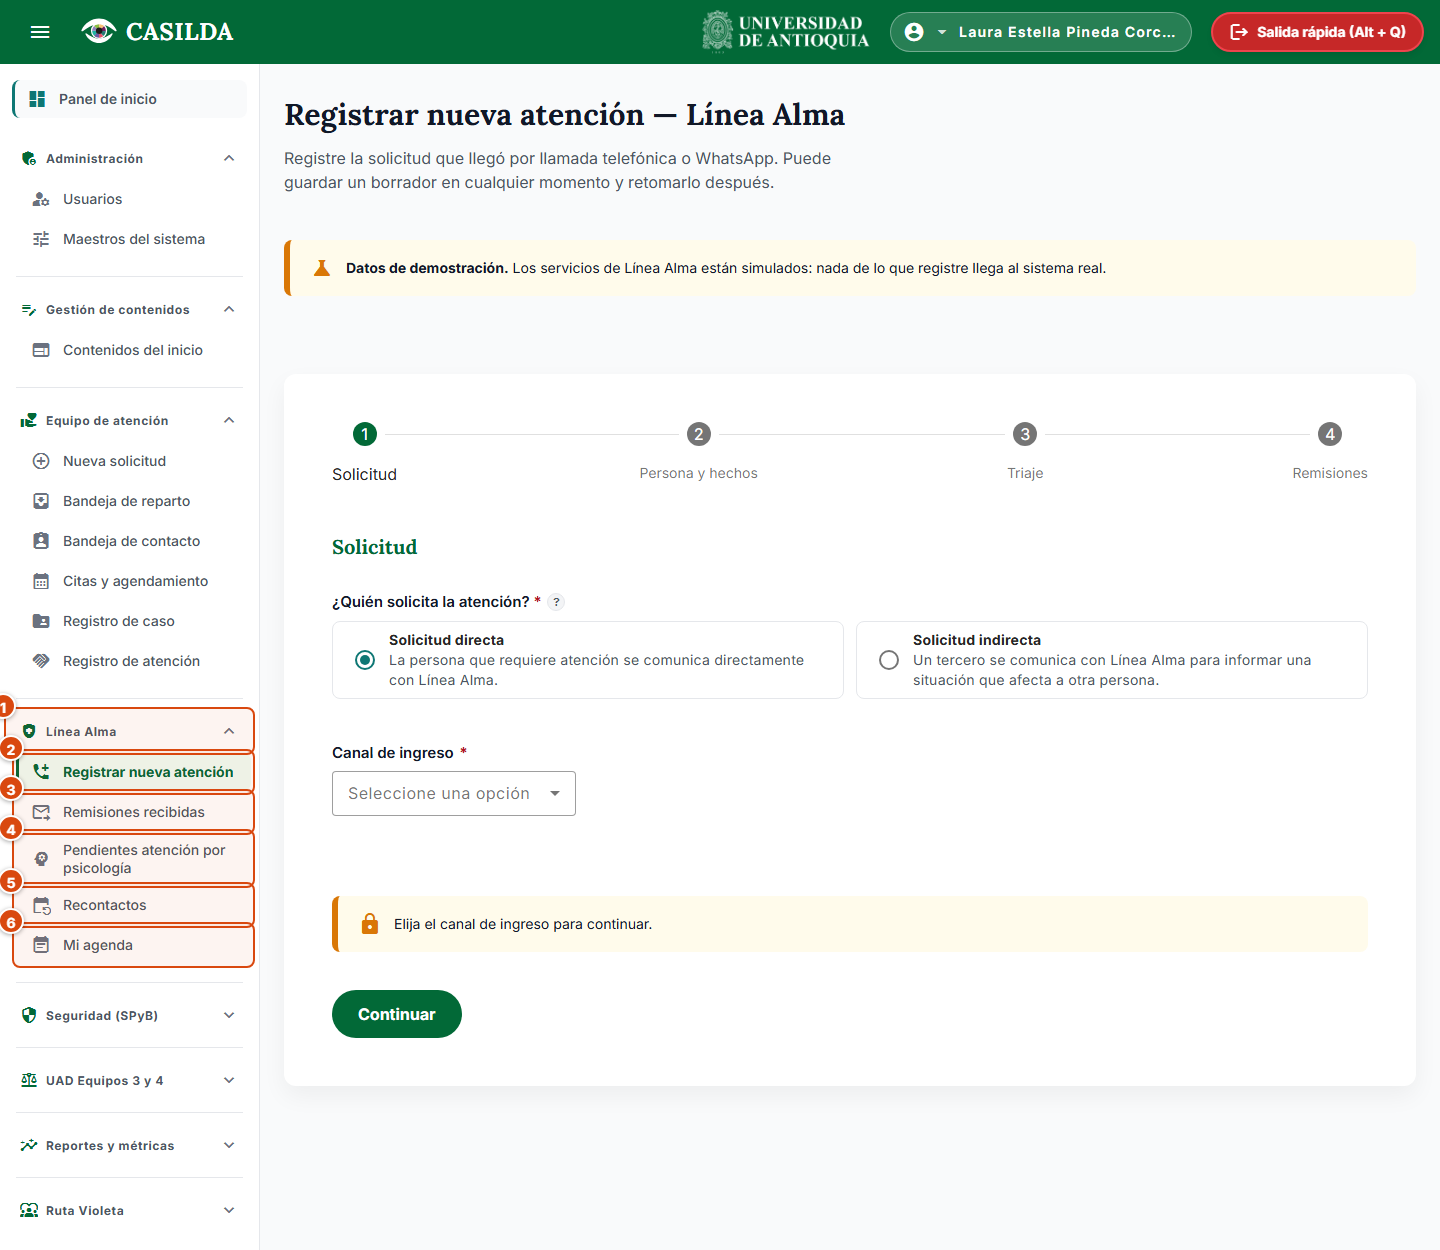 CASILDA
UNIVERSIDAD
DE ANTIOQUIA
Laura Estella Pineda Corc...
Salida rápida (Alt + Q)
Panel de inicio
Administración
Usuarios
Maestros del sistema
Gestión de contenidos
Contenidos del inicio
Equipo de atención
Nueva solicitud
Bandeja de reparto
Bandeja de contacto
Citas y agendamiento
Registro de caso
Registro de atención
1
Línea Alma
2
Registrar nueva atención
3
Remisiones recibidas
4
Pendientes atención por
psicología
5
Recontactos
6
Mi agenda
Seguridad (SPyB)
UAD Equipos 3 y 4
Reportes y métricas
Ruta Violeta
Registrar nueva atención — Línea Alma
Registre la solicitud que llegó por llamada telefónica o WhatsApp. Puede
guardar un borrador en cualquier momento y retomarlo después.
Datos de demostración. Los servicios de Línea Alma están simulados: nada de lo que registre llega al sistema real.
1
Solicitud
2
Persona y hechos
3
Triaje
4
Remisiones
Solicitud
¿Quién solicita la atención? * ?
Solicitud directa
La persona que requiere atención se comunica directamente
con Línea Alma.
Solicitud indirecta
Un tercero se comunica con Línea Alma para informar una
situación que afecta a otra persona.
Canal de ingreso *
Seleccione una opción
Elija el canal de ingreso para continuar.
Continuar